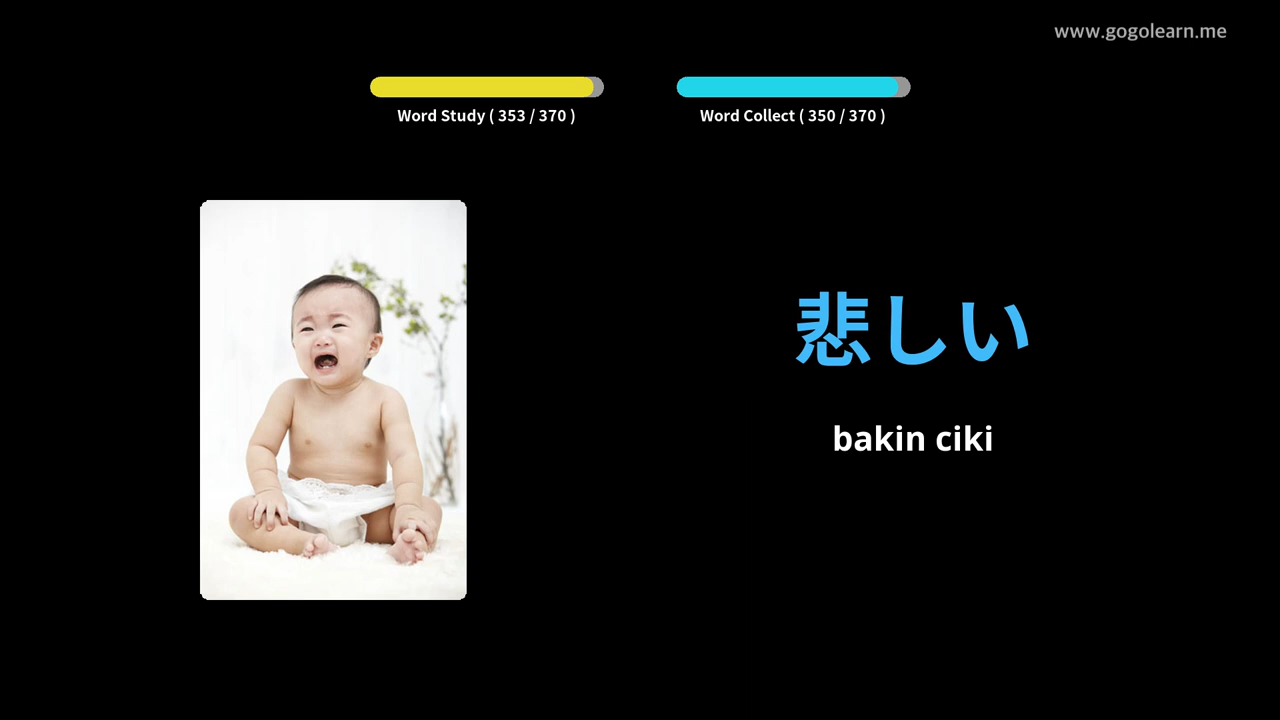 www.gogolearn.me
Word Study ( 353 / 370 )
Word Collect ( 350 / 370 )
悲しい
bakin ciki